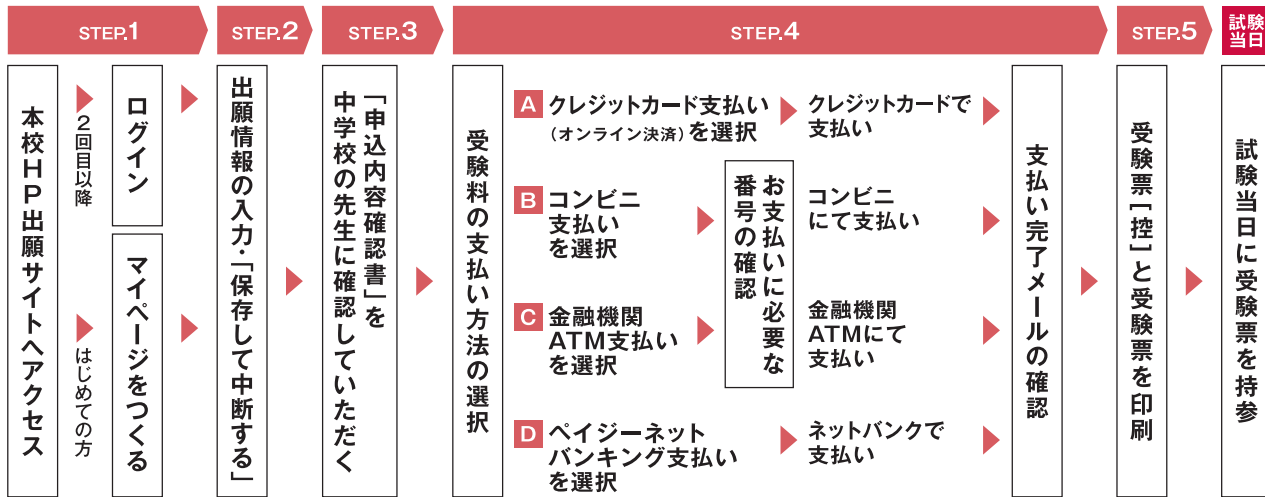 STEP.1
STEP.2
STEP.3
STEP.4
STEP.5
試験
当日
本校HP出願サイトへアクセス
2回目以降
はじめての方
ログイン
マイページをつくる
出願情報の入力・「保存して中断する」
「申込内容確認書」を
中学校の先生に確認していただく
受験料の支払い方法の選択
A クレジットカード支払い
（オンライン決済）を選択
クレジットカードで
支払い
B コンビニ
支払い
を選択
お支払いに必要な
番号の確認
コンビニ
にて支払い
C 金融機関
ATM支払い
を選択
金融機関
ATMにて
支払い
D ペイジーネット
バンキング支払い
を選択
ネットバンクで
支払い
支払い完了メールの確認
受験票［控］と受験票を印刷
試験当日に受験票を持参